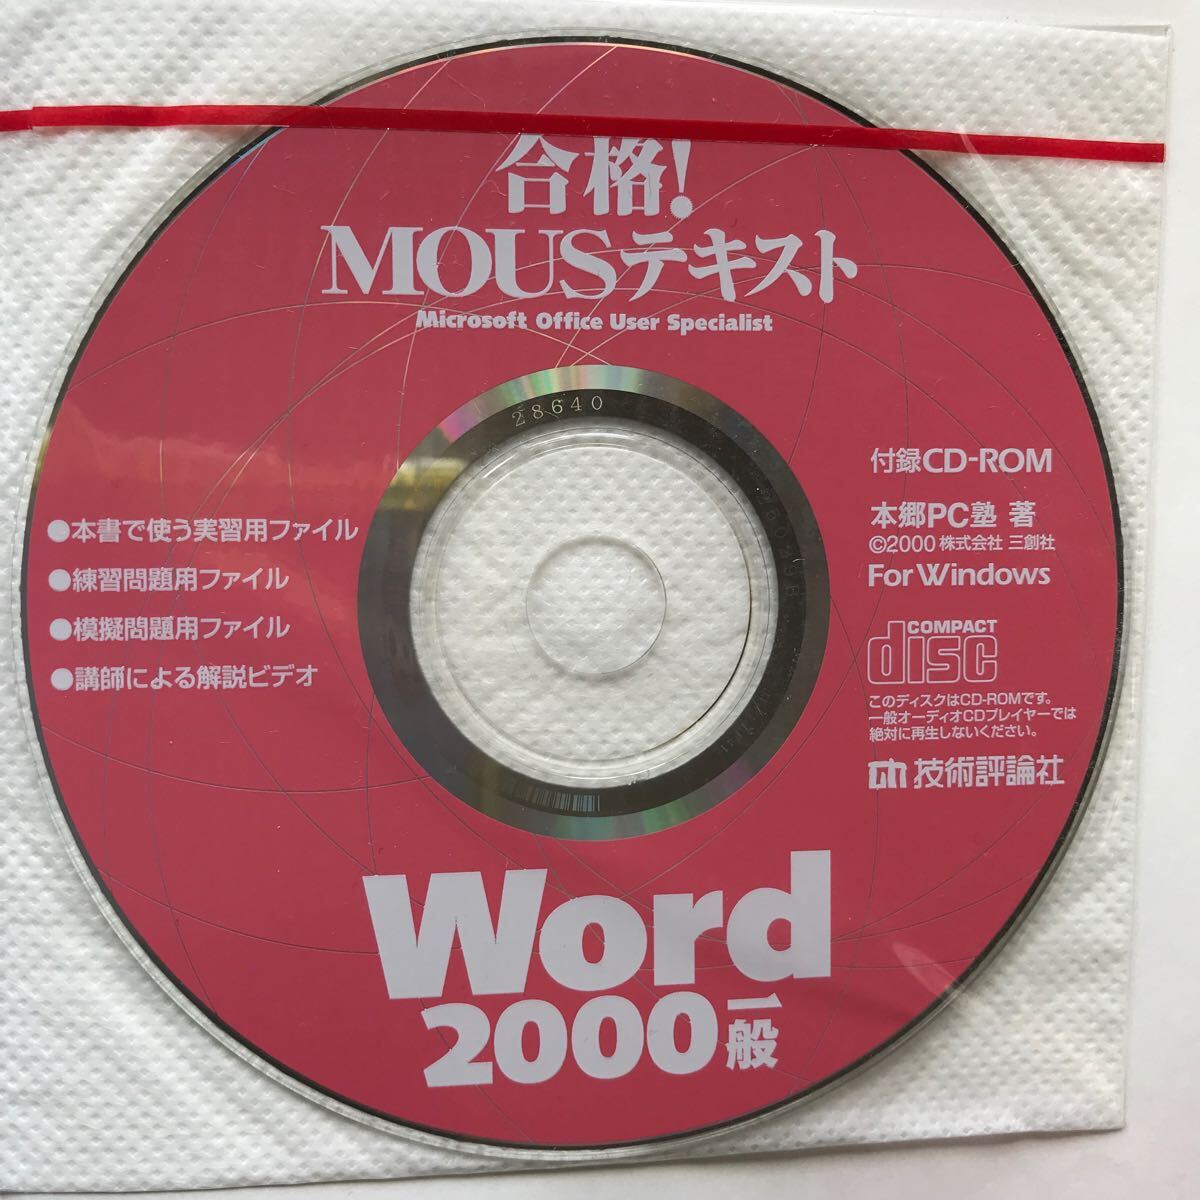 合格!
MOUSテキスト
Microsoft Office User Specialist
28640
●本書で使う実習用ファイル
●練習問題用ファイル
●模擬問題用ファイル
●講師による解説ビデオ
付録CD-ROM
本郷PC塾 著
©2000 株式会社 三創社
For Windows
COMPACT
disc
このディスクはCD-ROMです。
一般オーディオCDプレイヤーでは
絶対に再生しないください。
技術評論社
Word
2000一般